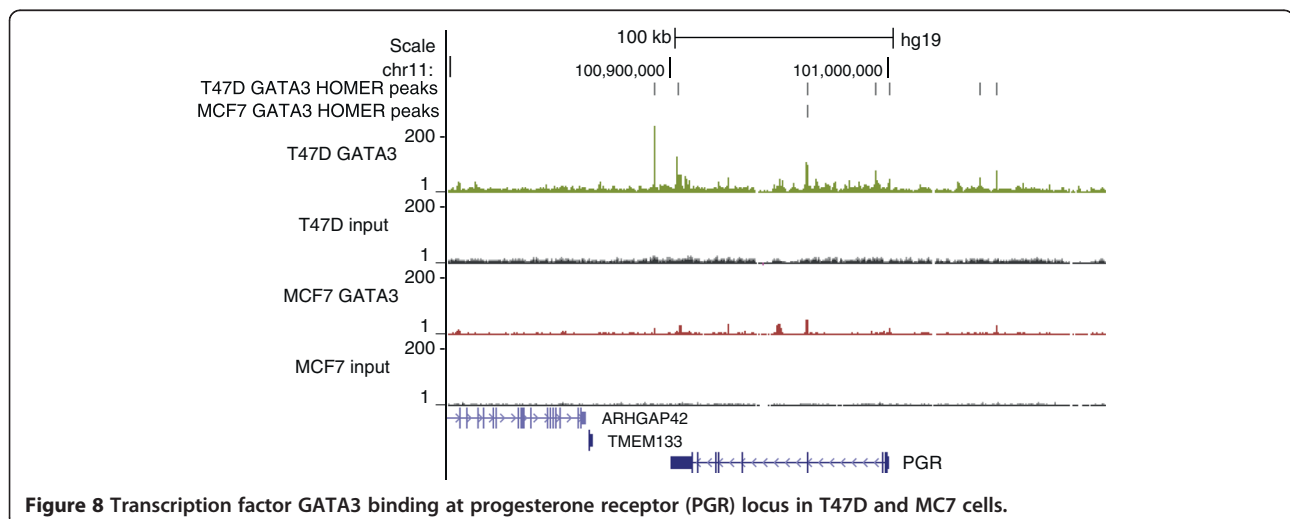 Scale 100 kb hg19
chr11: 100,900,000 101,000,000
T47D GATA3 HOMER peaks
MCF7 GATA3 HOMER peaks
200
T47D GATA3
1
200
T47D input
1
200
MCF7 GATA3
1
200
MCF7 input
1
ARHGAP42
TMEM133
PGR
Figure 8 Transcription factor GATA3 binding at progesterone receptor (PGR) locus in T47D and MC7 cells.